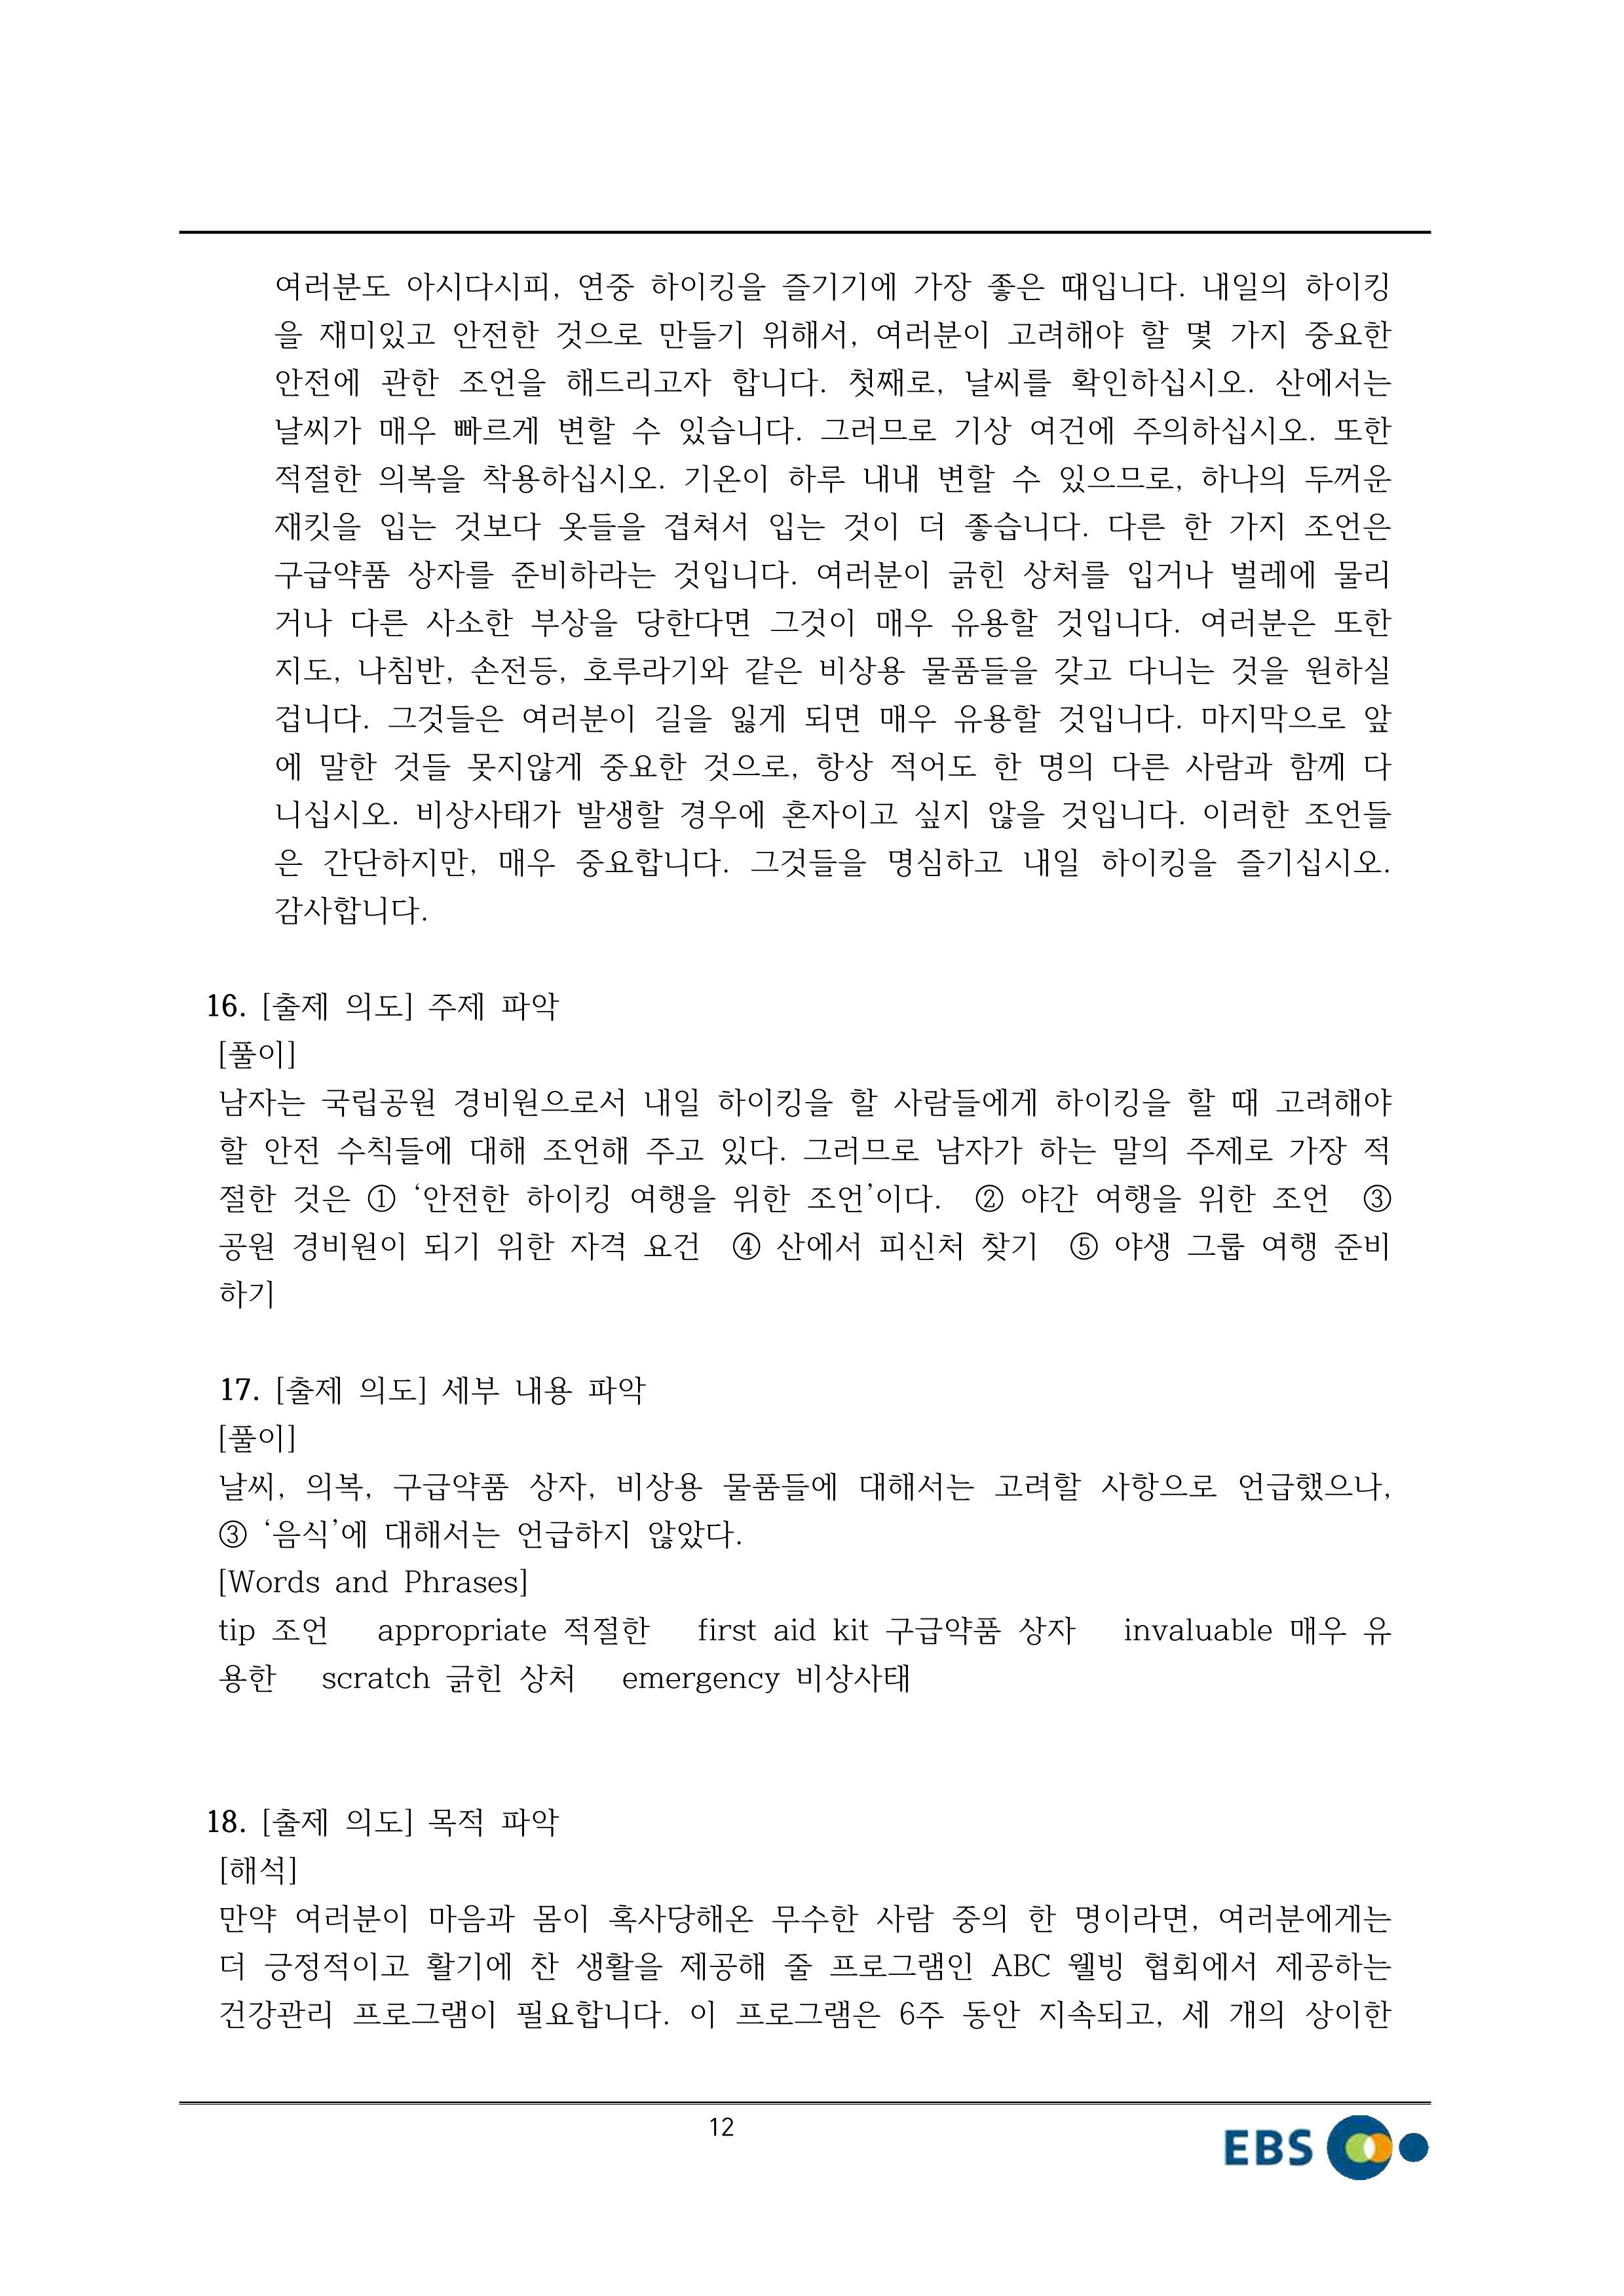 여러분도 아시다시피, 연중 하이킹을 즐기기에 가장 좋은 때입니다. 내일의 하이킹
을 재미있고 안전한 것으로 만들기 위해서, 여러분이 고려해야 할 몇 가지 중요한
안전에 관한 조언을 해드리고자 합니다. 첫째로, 날씨를 확인하십시오. 산에서는
날씨가 매우 빠르게 변할 수 있습니다. 그러므로 기상 여건에 주의하십시오. 또한
적절한 의복을 착용하십시오. 기온이 하루 내내 변할 수 있으므로, 하나의 두꺼운
재킷을 입는 것보다 옷들을 겹쳐서 입는 것이 더 좋습니다. 다른 한 가지 조언은
구급약품 상자를 준비하라는 것입니다. 여러분이 긁힌 상처를 입거나 벌레에 물리
거나 다른 사소한 부상을 당한다면 그것이 매우 유용할 것입니다. 여러분은 또한
지도, 나침반, 손전등, 호루라기와 같은 비상용 물품들을 갖고 다니는 것을 원하실
겁니다. 그것들은 여러분이 길을 잃게 되면 매우 유용할 것입니다. 마지막으로 앞
에 말한 것들 못지않게 중요한 것으로, 항상 적어도 한 명의 다른 사람과 함께 다
니십시오. 비상사태가 발생할 경우에 혼자이고 싶지 않을 것입니다. 이러한 조언들
은 간단하지만, 매우 중요합니다. 그것들을 명심하고 내일 하이킹을 즐기십시오.
감사합니다.
16. [출제 의도] 주제 파악
[풀이]
남자는 국립공원 경비원으로서 내일 하이킹을 할 사람들에게 하이킹을 할 때 고려해야
할 안전 수칙들에 대해 조언해 주고 있다. 그러므로 남자가 하는 말의 주제로 가장 적
절한 것은 ① ‘안전한 하이킹 여행을 위한 조언’이다. ② 야간 여행을 위한 조언 ③
공원 경비원이 되기 위한 자격 요건 ④ 산에서 피신처 찾기 ⑤ 야생 그룹 여행 준비
하기
17. [출제 의도] 세부 내용 파악
[풀이]
날씨, 의복, 구급약품 상자, 비상용 물품들에 대해서는 고려할 사항으로 언급했으나,
③ ‘음식’에 대해서는 언급하지 않았다.
[Words and Phrases]
tip 조언 appropriate 적절한 first aid kit 구급약품 상자 invaluable 매우 유
용한 scratch 긁힌 상처 emergency 비상사태
18. [출제 의도] 목적 파악
[해석]
만약 여러분이 마음과 몸이 혹사당해온 무수한 사람 중의 한 명이라면, 여러분에게는
더 긍정적이고 활기에 찬 생활을 제공해 줄 프로그램인 ABC 웰빙 협회에서 제공하는
건강관리 프로그램이 필요합니다. 이 프로그램은 6주 동안 지속되고, 세 개의 상이한
12
EBS